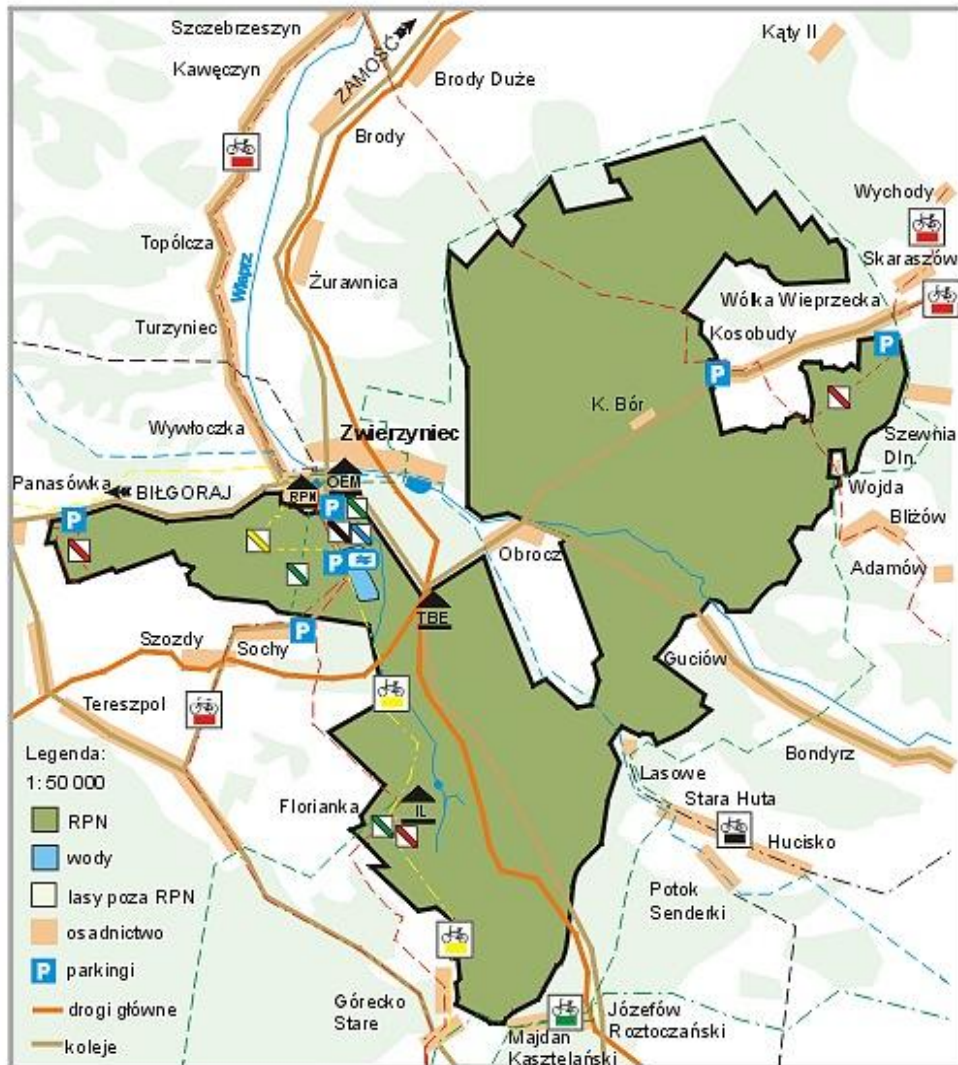 Szczebrzeszyn
Kąty II
Kawęczyn
ZAMOŚĆ
Brody Duże
Brody
Wychody
Topólcza
Wieprz
Skaraszów
Żurawnica
Wólka Wieprzecka
Turzyniec
Kosobudy
P
P
K. Bór
Wywłoczka
Zwierzyniec
Szewnia
Dln.
Panasówka
BIŁGORAJ
RPN
OEM
Wojda
P
P
Bliżów
Obrocz
P
Adamów
TBE
Szozdy
Sochy
P
Guciów
Tereszpol
Legenda:
1:50 000
Bondyrz
Lasowe
Florianka
IL
Stara Huta
RPN
Hucisko
wody
lasy poza RPN
Potok
Senderki
osadnictwo
P
parkingi
drogi główne
Górecko
Stare
Józefów
Roztoczański
koleje
Majdan
Kasztelański